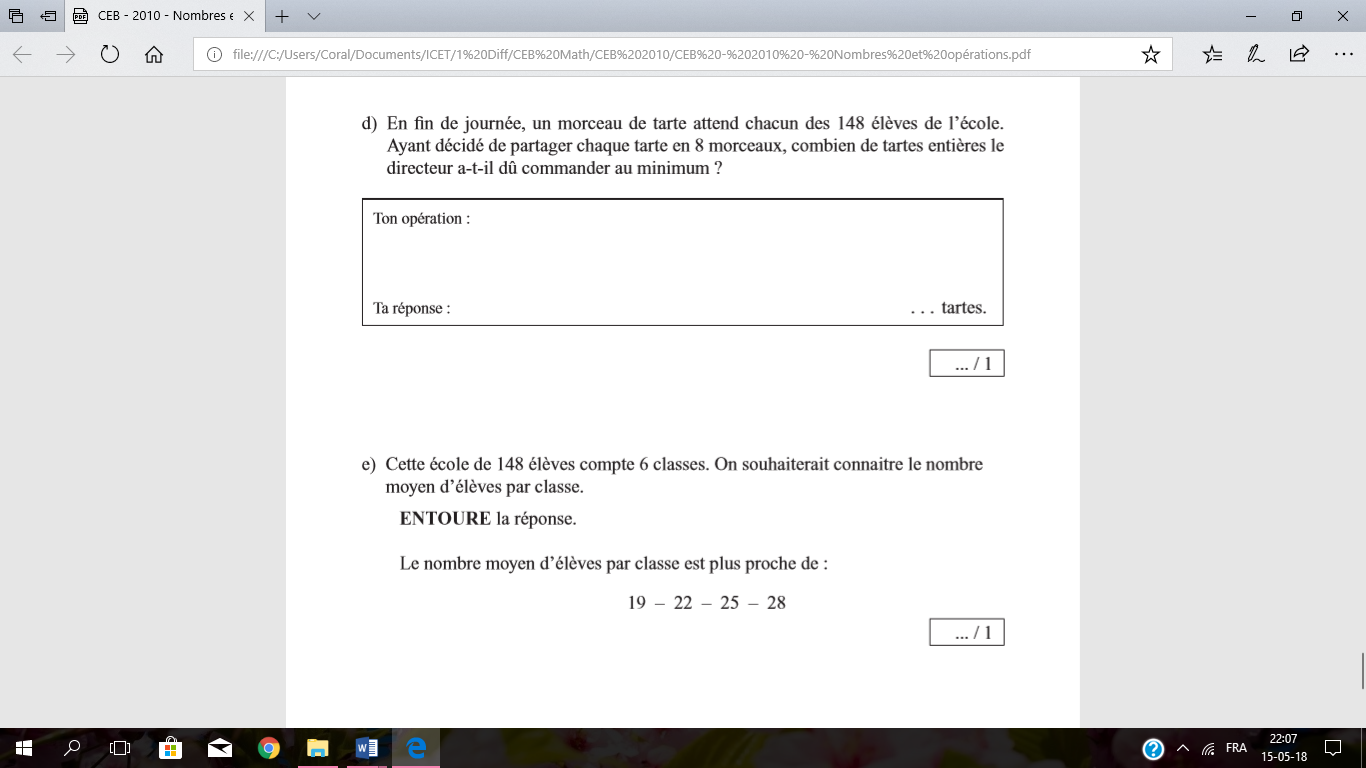 CEB - 2010 - Nombres e
file:///C:/Users/Coral/Documents/ICET/1%20Diff/CEB%20Math/CEB%202010/CEB%20-%202010%20-%20Nombres%20et%20opérations.pdf
d) En fin de journée, un morceau de tarte attend chacun des 148 élèves de l’école.
Ayant décidé de partager chaque tarte en 8 morceaux, combien de tartes entières le
directeur a-t-il dû commander au minimum ?
Ton opération :
Ta réponse : . . . tartes.
... / 1
e) Cette école de 148 élèves compte 6 classes. On souhaiterait connaitre le nombre
moyen d’élèves par classe.
ENTOURE la réponse.
Le nombre moyen d’élèves par classe est plus proche de :
19 – 22 – 25 – 28
... / 1
FRA
22:07
15-05-18